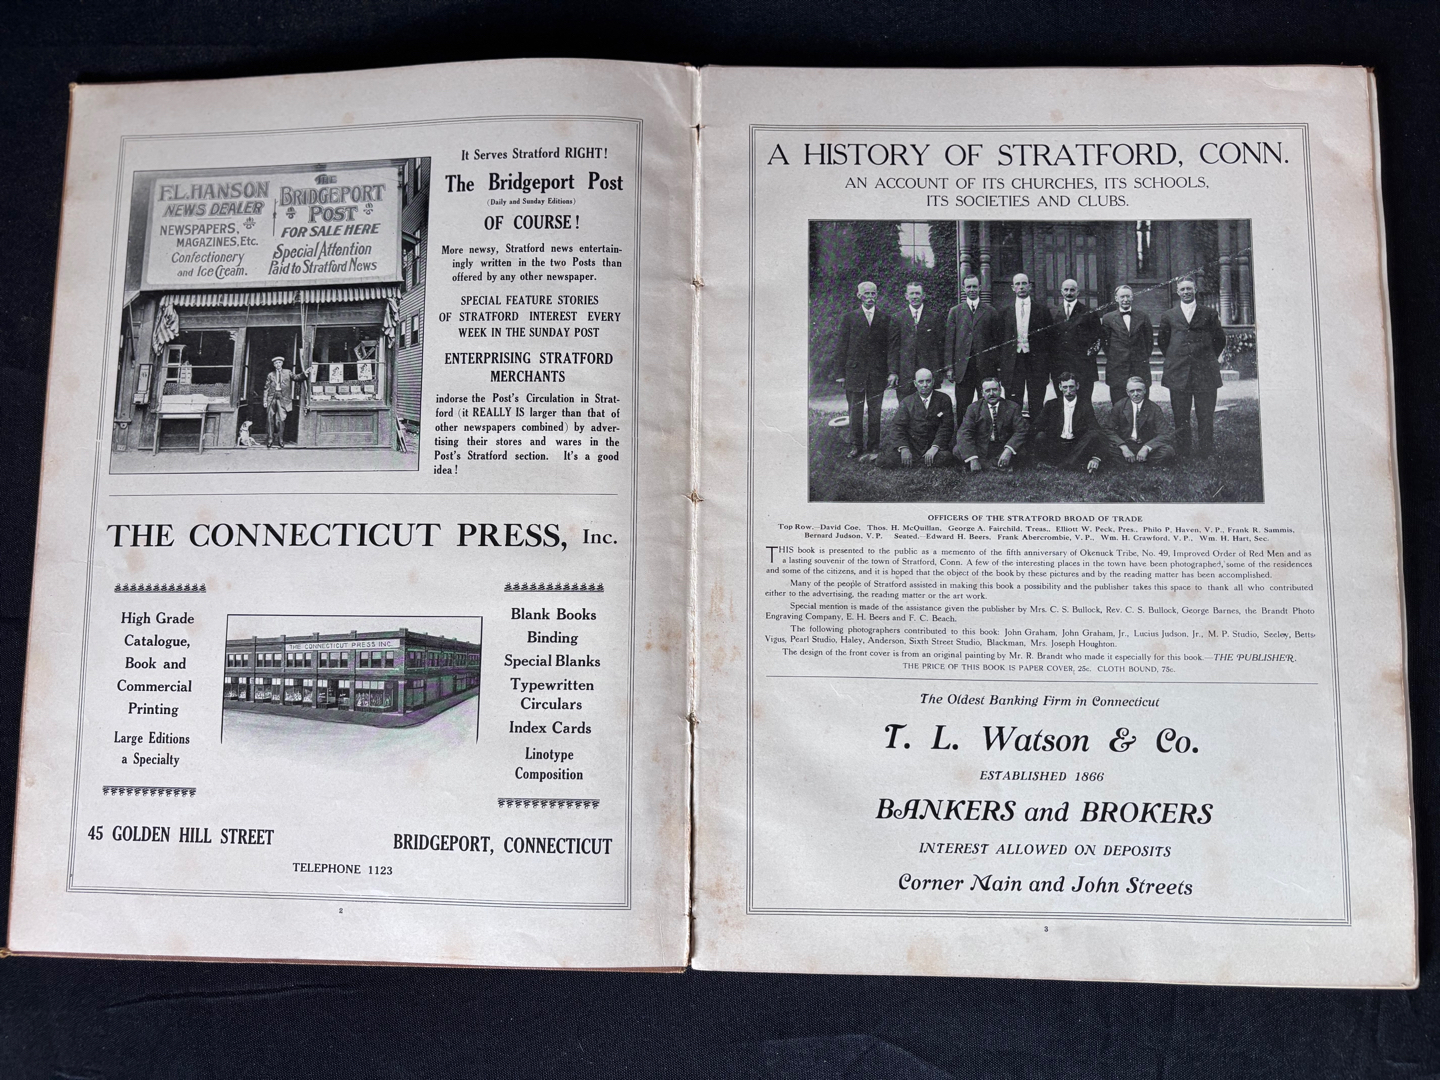 F.L. HANSON
NEWS DEALER
NEWSPAPERS,
MAGAZINES, Etc.
Confectionery
and Ice Cream.
THE
BRIDGEPORT
POST
FOR SALE HERE
Special Attention
Paid to Stratford News
It Serves Stratford RIGHT!
The Bridgeport Post
(Daily and Sunday Editions)
OF COURSE!
More newsy, Stratford news entertain-
ingly written in the two Posts than
offered by any other newspaper.
SPECIAL FEATURE STORIES
OF STRATFORD INTEREST EVERY
WEEK IN THE SUNDAY POST
ENTERPRISING STRATFORD
MERCHANTS
indorse the Post's Circulation in Strat-
ford (it REALLY IS larger than that of
other newspapers combined) by adver-
tising their stores and wares in the
Post's Stratford section. It's a good
idea!
THE CONNECTICUT PRESS, Inc.
High Grade
Catalogue,
Book and
Commercial
Printing
Large Editions
a Specialty
THE CONNECTICUT PRESS INC.
Blank Books
Binding
Special Blanks
Typewritten
Circulars
Index Cards
Linotype
Composition
45 GOLDEN HILL STREET
BRIDGEPORT, CONNECTICUT
TELEPHONE 1123
2
A HISTORY OF STRATFORD, CONN.
AN ACCOUNT OF ITS CHURCHES, ITS SCHOOLS,
ITS SOCIETIES AND CLUBS.
OFFICERS OF THE STRATFORD BROAD OF TRADE
Top Row.—David Coe, Thos. H. McQuillan, George A. Fairchild, Treas., Elliott W. Peck, Pres., Philo P. Haven, V. P., Frank R. Sammis,
Bernard Judson, V. P. Seated.—Edward H. Beers, Frank Abercrombie, V. P., Wm. H. Crawford, V. P., Wm. H. Hart, Sec.
THIS book is presented to the public as a memento of the fifth anniversary of Okenuck Tribe, No. 49, Improved Order of Red Men and as
a lasting souvenir of the town of Stratford, Conn. A few of the interesting places in the town have been photographed, some of the residences
and some of the citizens, and it is hoped that the object of the book by these pictures and by the reading matter has been accomplished.
Many of the people of Stratford assisted in making this book a possibility and the publisher takes this space to thank all who contributed
either to the advertising, the reading matter or the art work.
Special mention is made of the assistance given the publisher by Mrs. C. S. Bullock, Rev. C. S. Bullock, George Barnes, the Brandt Photo
Engraving Company, E. H. Beers and F. C. Beach.
The following photographers contributed to this book: John Graham, John Graham, Jr., Lucius Judson, Jr., M. P. Studio, Seeley, Betts-
Vigus, Pearl Studio, Haley, Anderson, Sixth Street Studio, Blackman, Mrs. Joseph Houghton.
The design of the front cover is from an original painting by Mr. R. Brandt who made it especially for this book.—THE PUBLISHER.
THE PRICE OF THIS BOOK IS PAPER COVER, 25c. CLOTH BOUND, 75c.
The Oldest Banking Firm in Connecticut
T. L. Watson & Co.
ESTABLISHED 1866
BANKERS and BROKERS
INTEREST ALLOWED ON DEPOSITS
Corner Main and John Streets
3